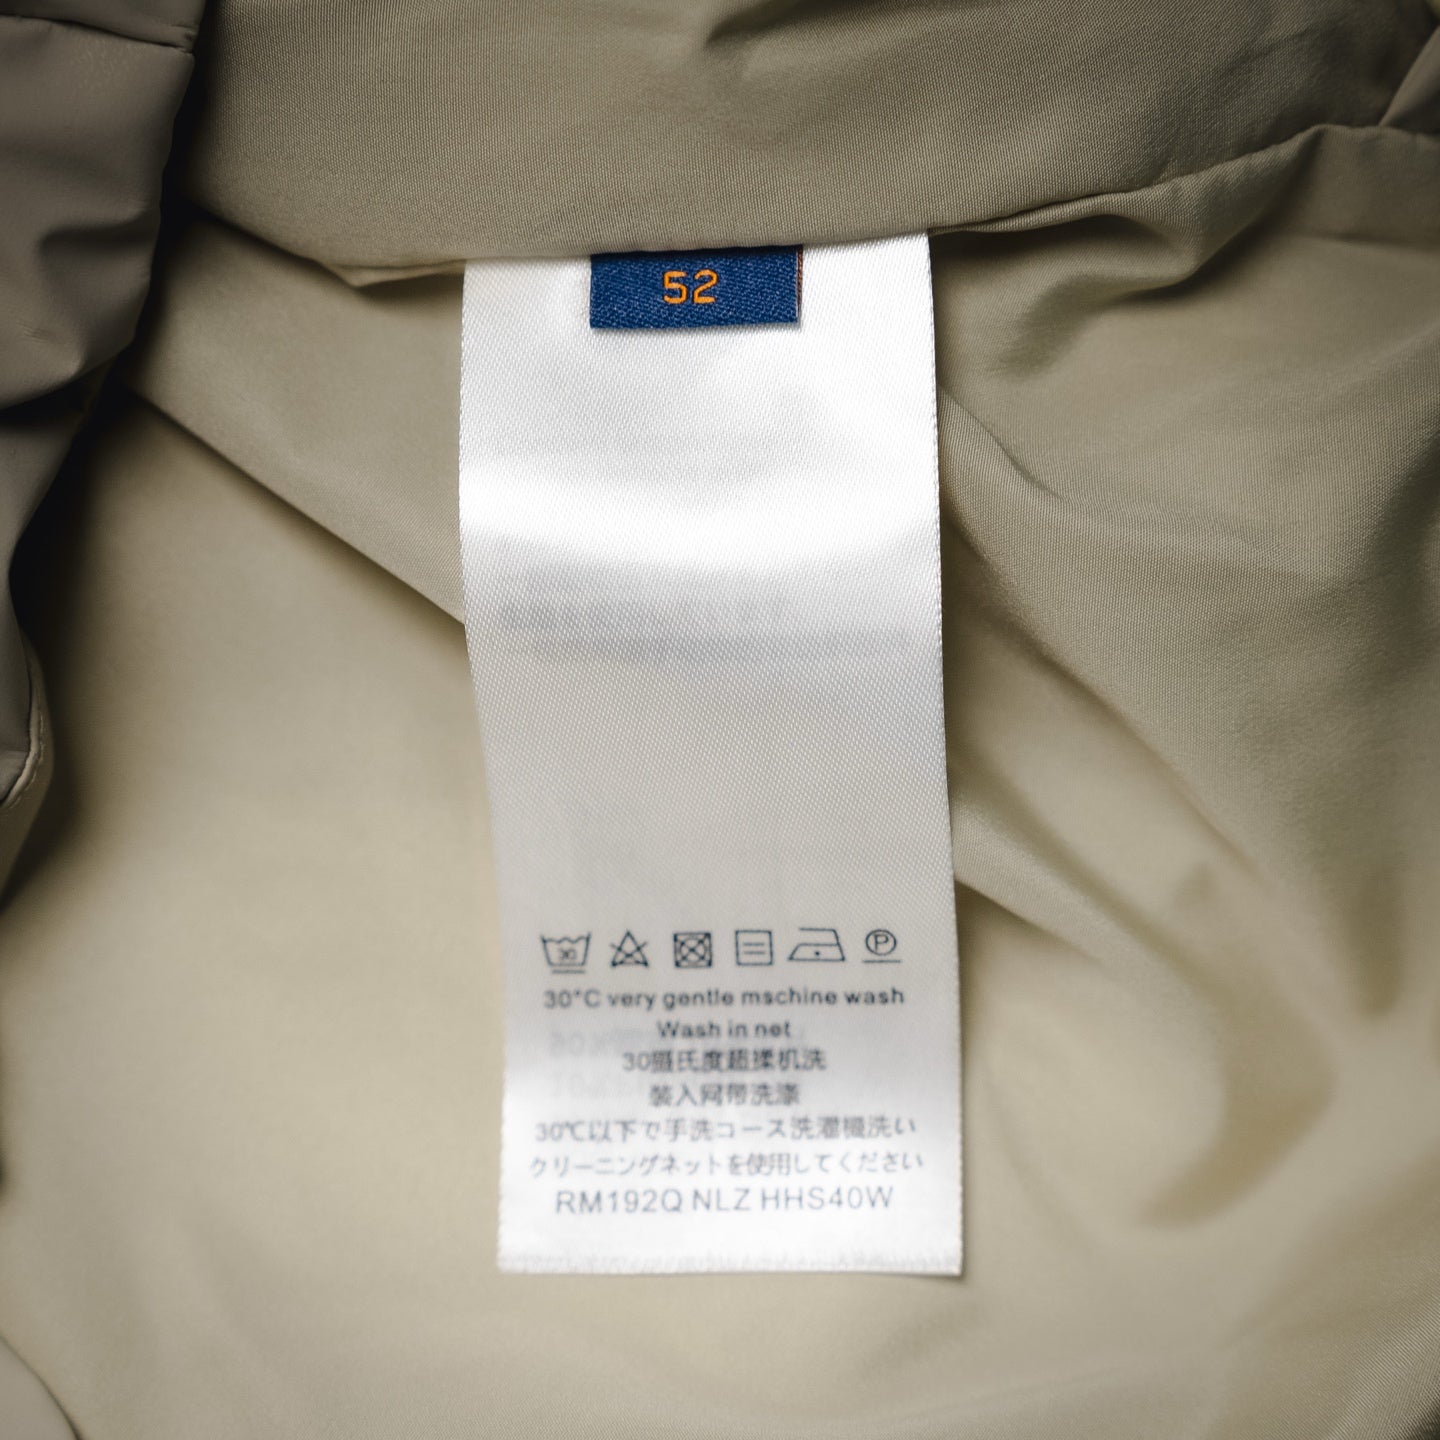 52
30
P
30°C very gentle mschine wash
Wash in net
30摄氏度超揉机洗
裝入网带洗涤
30℃以下で手洗コース洗濯機洗い
クリーニングネットを使用してください
RM192Q NLZ HHS40W